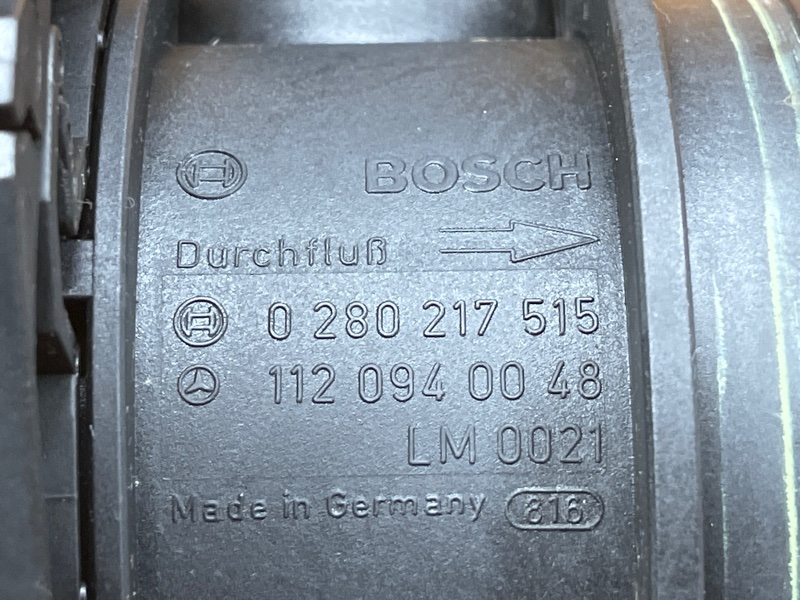 BOSCH
Durchfluß
0 280 217 515
112 094 00 48
LM 0021
Made in Germany 816